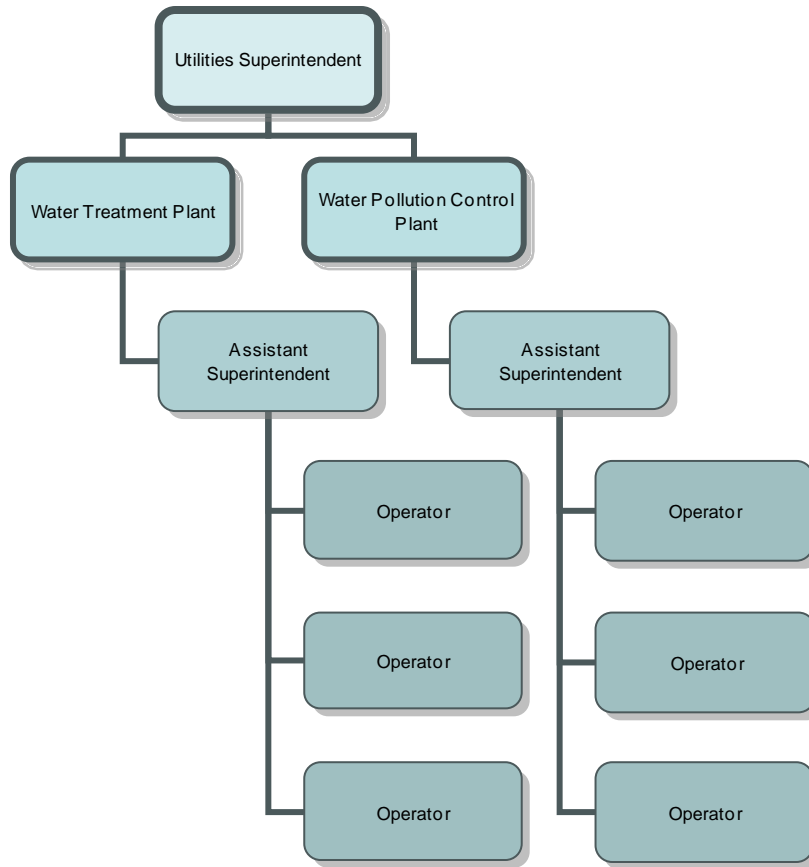 Utilities Superintendent
Water Treatment Plant
Water Pollution Control
Plant
Assistant
Superintendent
Assistant
Superintendent
Operator
Operator
Operator
Operator
Operator
Operator